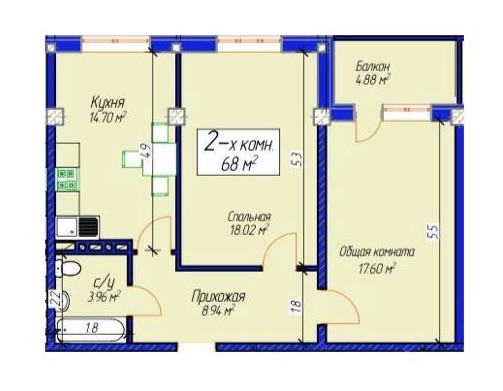 Балкон
4.88 м²
Кухня
14.70 м²
4.9
2-х комн.
68 м²
5.3
Спальная
18.02 м²
5.5
Общая комната
17.60 м²
с/у
3.96 м²
2.2
1.8
Прихожая
8.94 м²
1.8